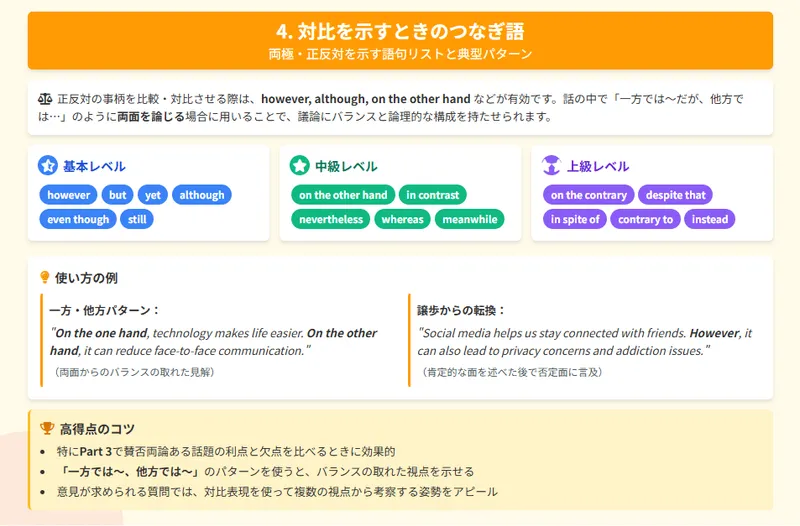 4. 対比を示すときのつなぎ語
両極・正反対を示す語句リストと典型パターン
正反対の事柄を比較・対比させる際は、however, although, on the other hand などが有効です。話の中で「一方では〜だが、他方で
は…」のように両面を論じる場合に用いることで、議論にバランスと論理的な構成を持たせられます。
基本レベル
however but yet although
even though still
中級レベル
on the other hand in contrast
nevertheless whereas meanwhile
上級レベル
on the contrary despite that
in spite of contrary to instead
使い方の例
一方・他方パターン：
"On the one hand, technology makes life easier. On the other
hand, it can reduce face-to-face communication."
（両面からのバランスの取れた見解）
譲歩からの転換：
"Social media helps us stay connected with friends. However, it
can also lead to privacy concerns and addiction issues."
（肯定的な面を述べた後で否定面に言及）
高得点のコツ
• 特にPart 3で賛否両論ある話題の利点と欠点を比べるときに効果的
• 「一方では〜、他方では〜」のパターンを使うと、バランスの取れた視点を示せる
• 意見が求められる質問では、対比表現を使って複数の視点から考察する姿勢をアピール